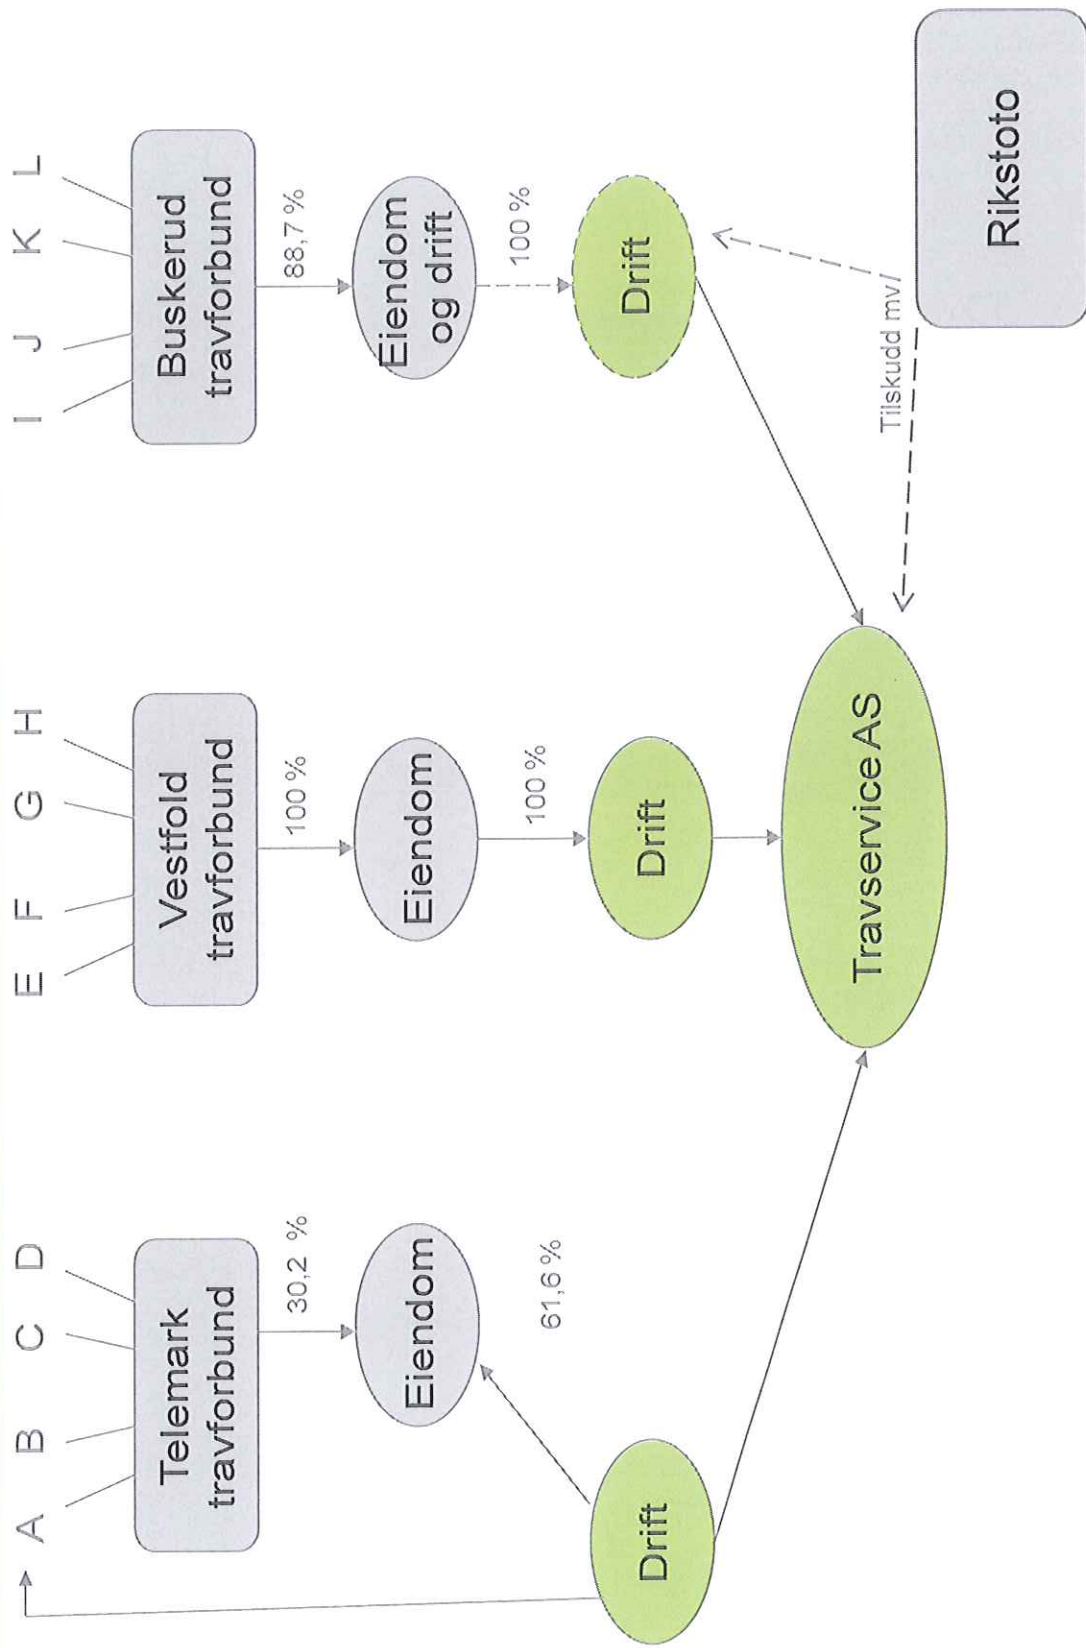 A B C D
E F G H
I J K L
Telemark
travforbund
Vestfold
travforbund
Buskerud
travforbund
30,2 %
100 %
88,7 %
Eiendom
Eiendom
Eiendom
og drift
61,6 %
100 %
100 %
Drift
Drift
Drift
Tilskudd mv
Travservice AS
Rikstoto